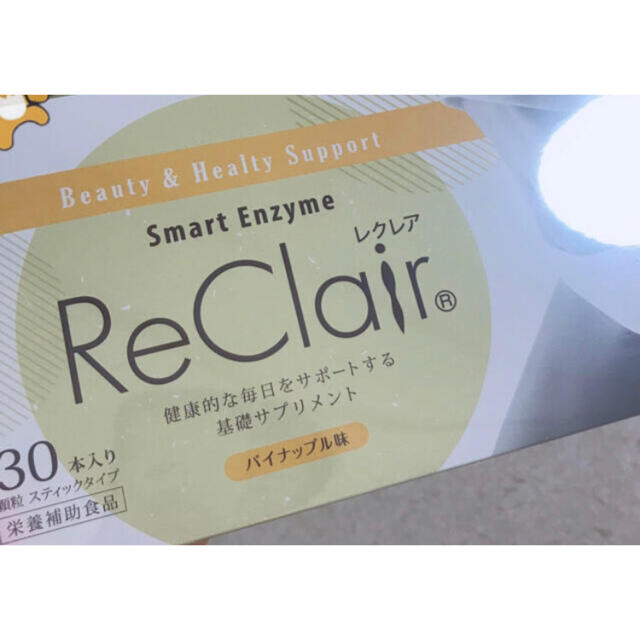 Beauty & Healty Support
Smart Enzyme
レクレア
ReClair®
健康的な毎日をサポートする
基礎サプリメント
パイナップル味
30本入り
顆粒 スティックタイプ
栄養補助食品